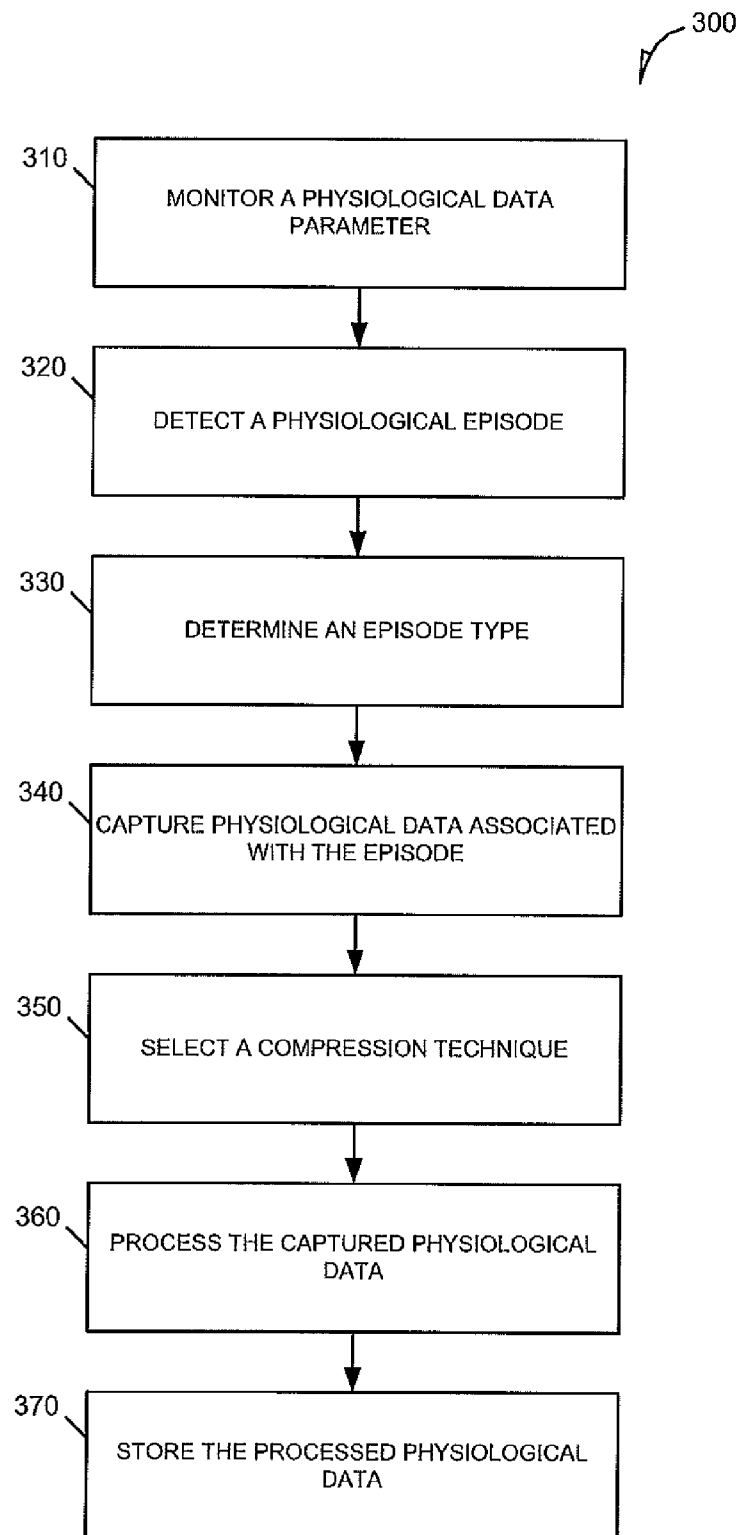 300
310
MONITOR A PHYSIOLOGICAL DATA
PARAMETER
320
DETECT A PHYSIOLOGICAL EPISODE
330
DETERMINE AN EPISODE TYPE
340
CAPTURE PHYSIOLOGICAL DATA ASSOCIATED
WITH THE EPISODE
350
SELECT A COMPRESSION TECHNIQUE
360
PROCESS THE CAPTURED PHYSIOLOGICAL
DATA
370
STORE THE PROCESSED PHYSIOLOGICAL
DATA